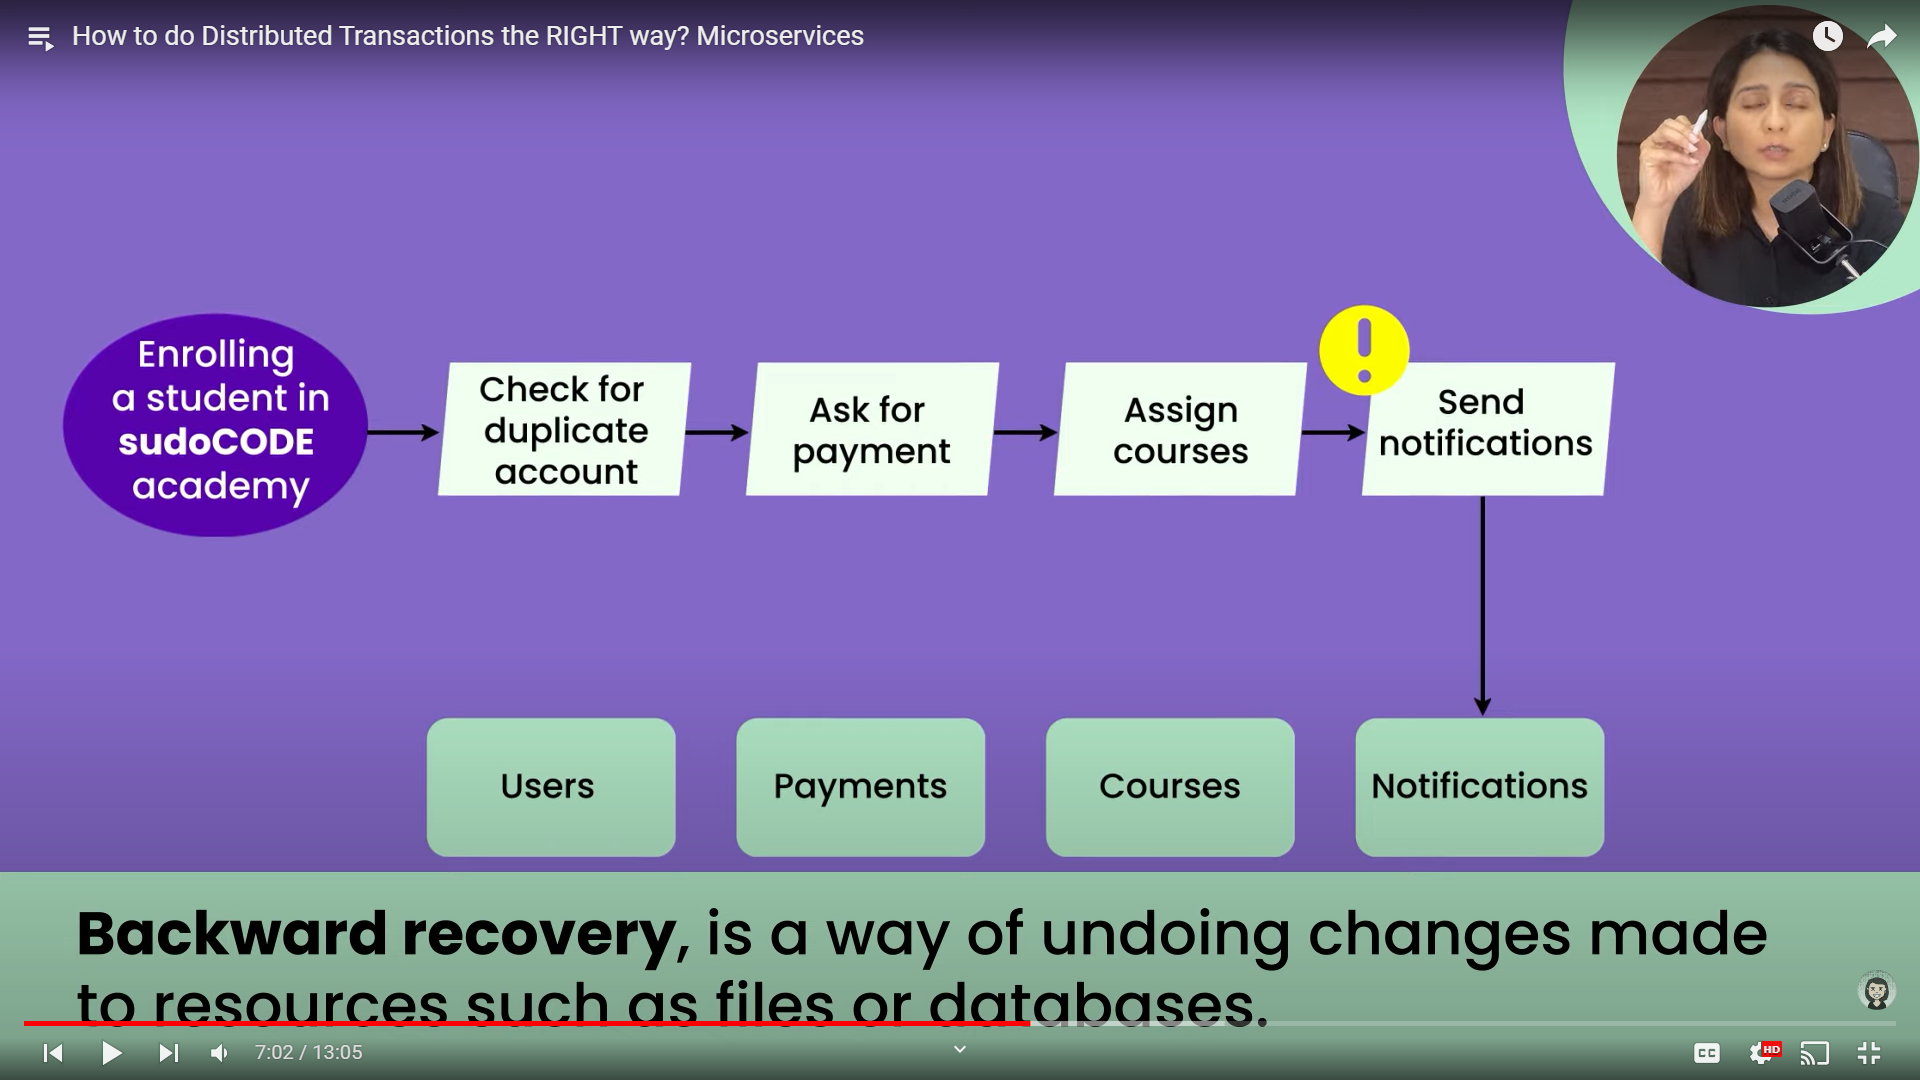 How to do Distributed Transactions the RIGHT way? Microservices
Enrolling
a student in
sudoCODE
academy
Check for
duplicate
account
Ask for
payment
Assign
courses
!
Send
notifications
Users
Payments
Courses
Notifications
Backward recovery, is a way of undoing changes made
to resources such as files or databases.
7:02 / 13:05
CC
HD